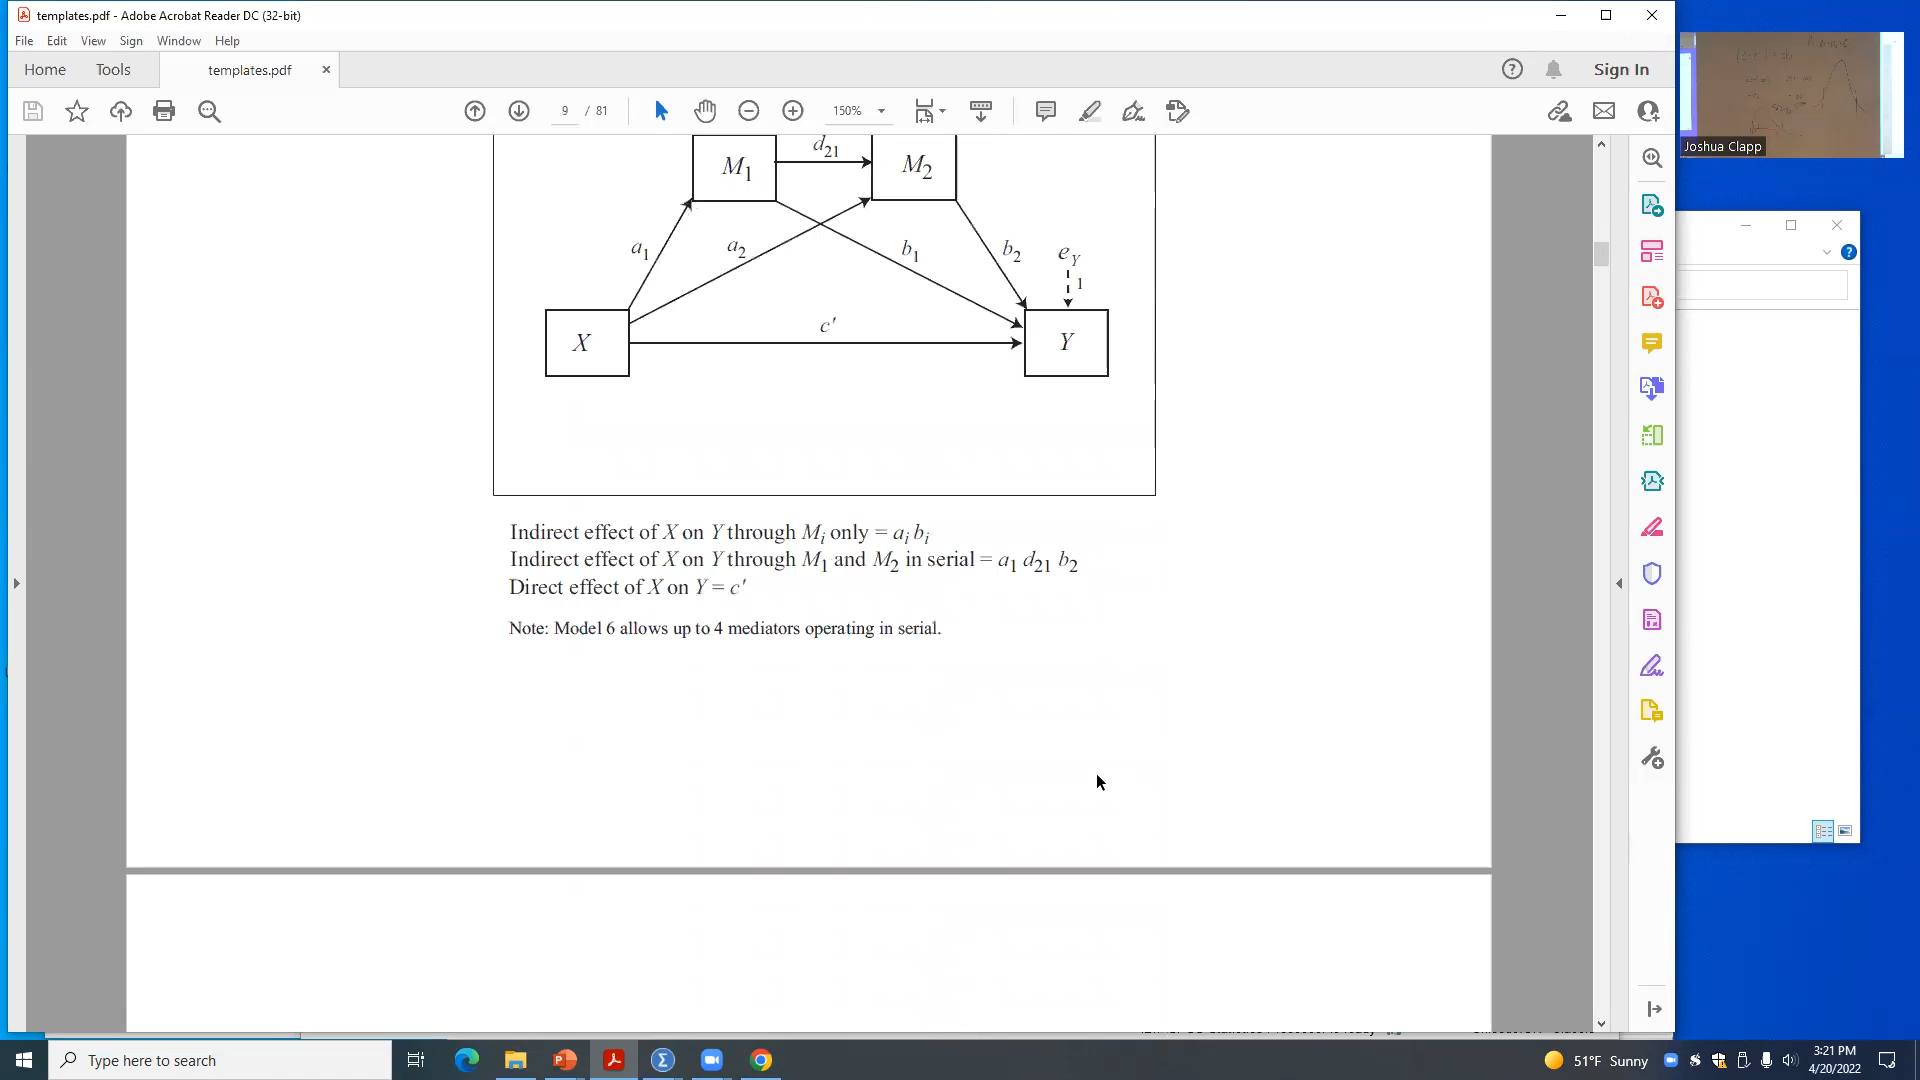 templates.pdf - Adobe Acrobat Reader DC (32-bit)
File Edit View Sign Window Help
Home Tools templates.pdf × Sign In
9 / 81 150%
M1 d21 M2
a1 a2 b1 b2 eY
1
X c′ Y
Indirect effect of X on Y through Mi only = ai bi
Indirect effect of X on Y through M1 and M2 in serial = a1 d21 b2
Direct effect of X on Y = c′
Note: Model 6 allows up to 4 mediators operating in serial.
Joshua Clapp
Type here to search
51°F Sunny
3:21 PM
4/20/2022